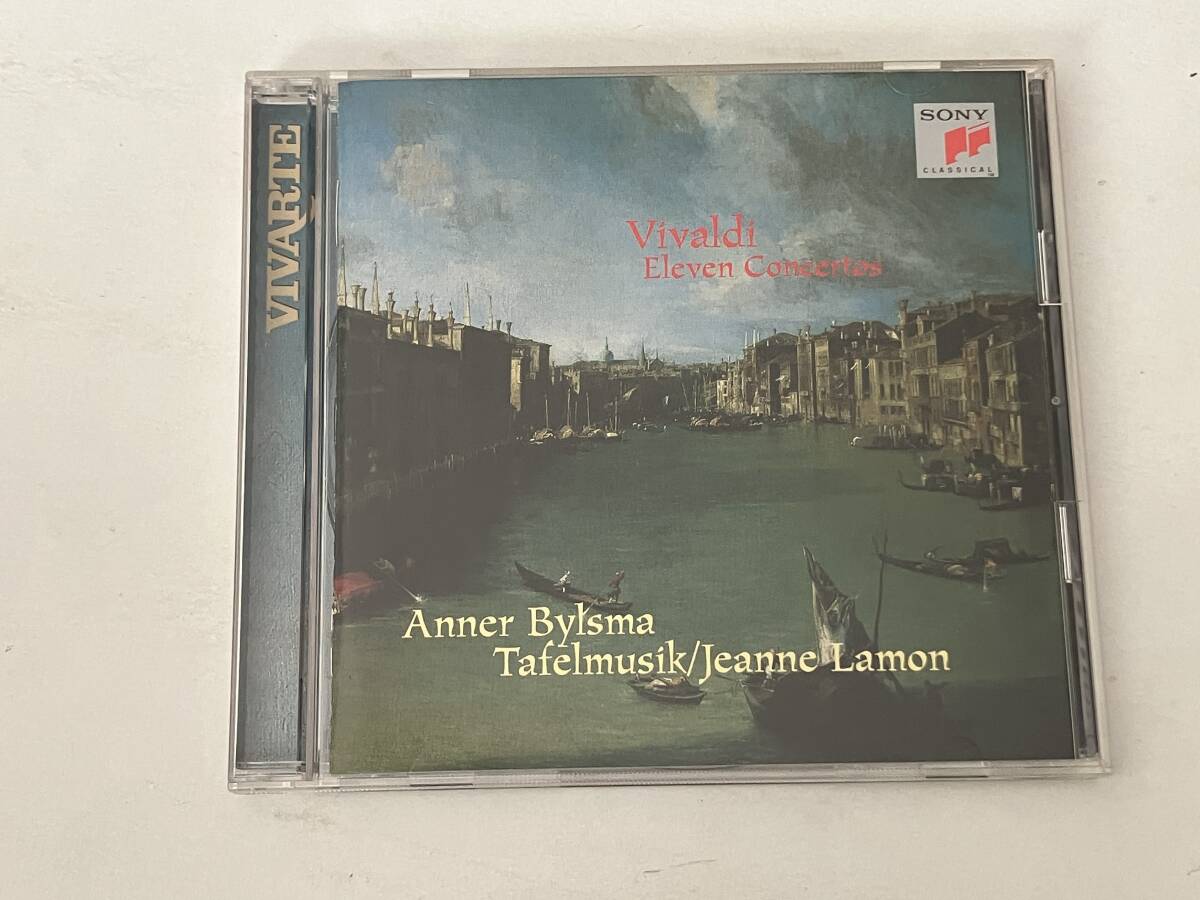 VIVARTE
SONY
CLASSICAL
Vivaldi
Eleven Concertos
Anner Bylsma
Tafelmusik/Jeanne Lamon